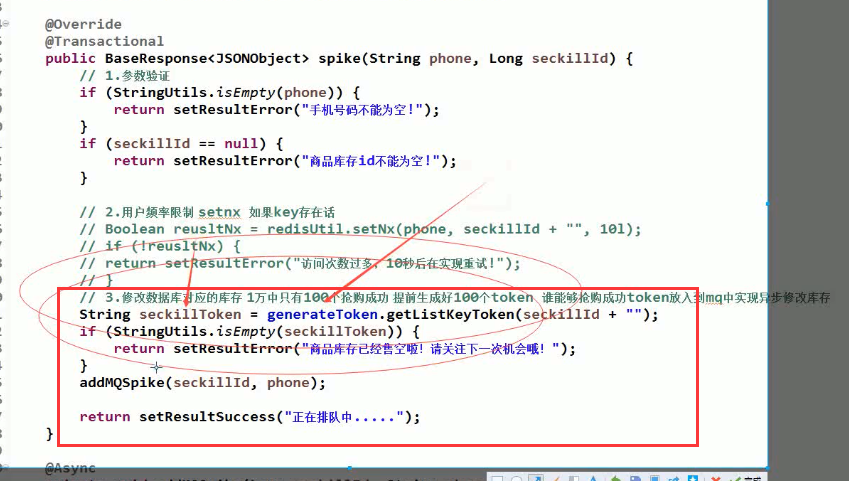 @Override
@Transactional
public BaseResponse<JSONObject> spike(String phone, Long seckillId) {
// 1.参数验证
if (StringUtils.isEmpty(phone)) {
return setResultError("手机号码不能为空!");
}
if (seckillId == null) {
return setResultError("商品库存id不能为空!");
}
// 2.用户频率限制 setnx 如果key存在话
// Boolean reusltNx = redisUtil.setNx(phone, seckillId + "", 10l);
// if (!reusltNx) {
// return setResultError("访问次数过多，10秒后在实现重试!");
// }
// 3.修改数据库对应的库存 1万中只有100个抢购成功 提前生成好100个token 谁能够抢购成功token放入到mq中实现异步修改库存
String seckillToken = generateToken.getListKeyToken(seckillId + "");
if (StringUtils.isEmpty(seckillToken)) {
return setResultError("商品库存已经售空啦! 请关注下一次机会哦! ");
}
addMQSpike(seckillId, phone);
return setResultSuccess("正在排队中.....");
}
@Async
完成